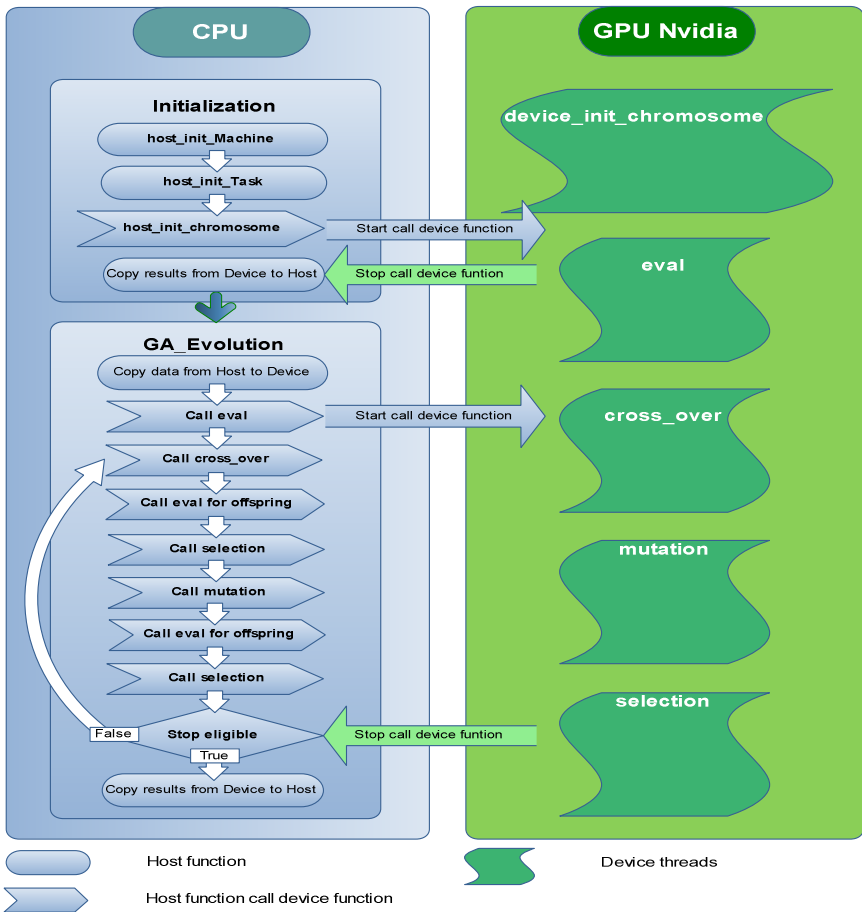 CPU
Initialization
host_init_Machine
host_init_Task
host_init_chromosome
Start call device function
Copy results from Device to Host
Stop call device funtion
GA_Evolution
Copy data from Host to Device
Call eval
Start call device function
Call cross_over
Call eval for offspring
Call selection
Call mutation
Call eval for offspring
Call selection
False
Stop eligible
Stop call device funtion
True
Copy results from Device to Host
GPU Nvidia
device_init_chromosome
eval
cross_over
mutation
selection
Host function
Device threads
Host function call device function